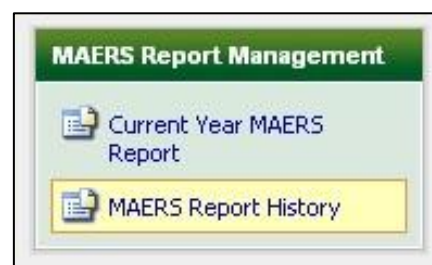 MAERS Report Management
Current Year MAERS
Report
MAERS Report History